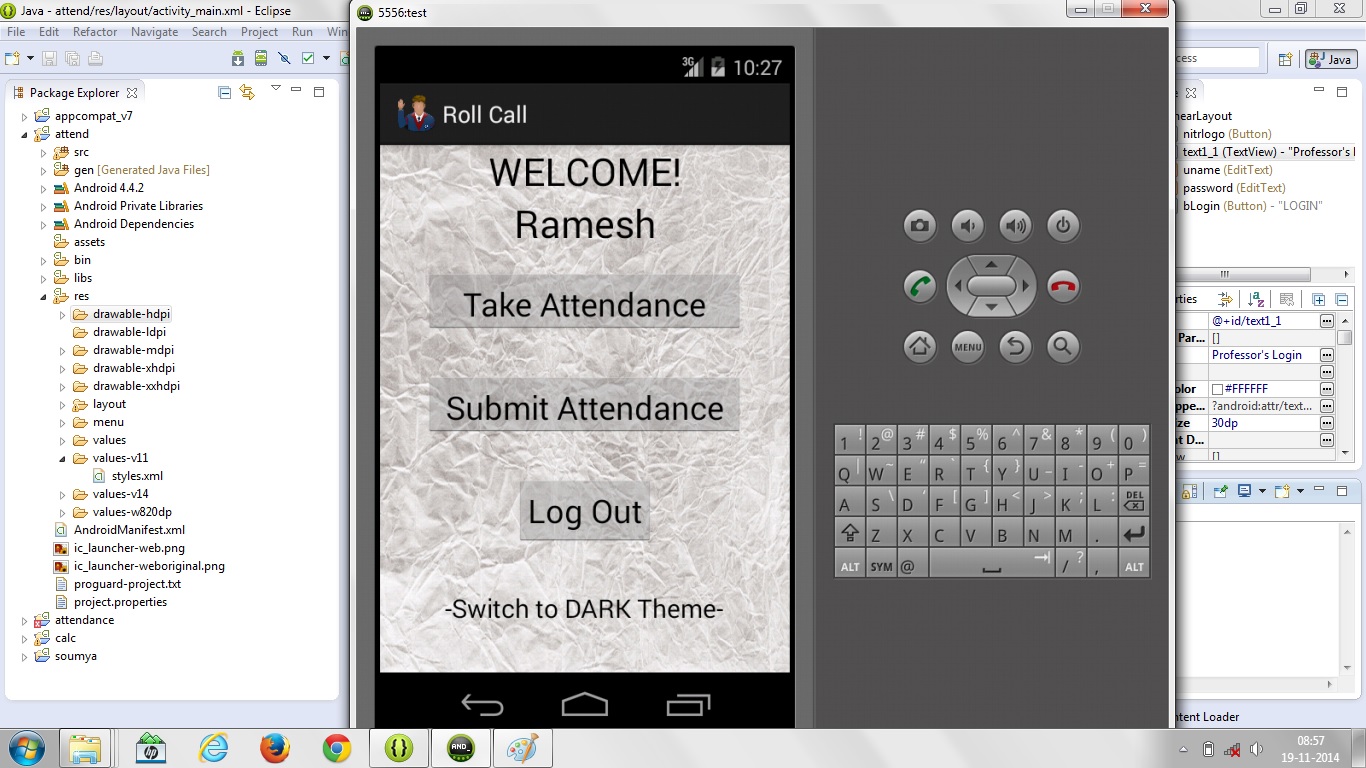 Java - attend/res/layout/activity_main.xml - Eclipse
File Edit Refactor Navigate Search Project Run Win
Package Explorer
appcompat_v7
attend
src
gen [Generated Java Files]
Android 4.4.2
Android Private Libraries
Android Dependencies
assets
bin
libs
res
drawable-hdpi
drawable-ldpi
drawable-mdpi
drawable-xhdpi
drawable-xxhdpi
layout
menu
values
values-v11
styles.xml
values-v14
values-w820dp
AndroidManifest.xml
ic_launcher-web.png
ic_launcher-weboriginal.png
proguard-project.txt
project.properties
attendance
calc
soumya
5556:test
3G 10:27
Roll Call
WELCOME!
Ramesh
Take Attendance
Submit Attendance
Log Out
-Switch to DARK Theme-
MENU
1 ! 2 @ 3 # 4 $ 5 % 6 ^ 7 & 8 * 9 ( 0 )
Q | W ~ E " R ` T { Y } U _ I - O + P =
A S \ D ' F [ G ] H < J > K ; L : DEL
Z X C V B N M .
ALT SYM @ / ? , ALT
cess
Java
nearLayout
nitrlogo (Button)
text1_1 (TextView) - "Professor's l
uname (EditText)
password (EditText)
bLogin (Button) - "LOGIN"
rties
@+id/text1_1
Par... []
Professor's Login
olor #FFFFFF
ppe... ?android:attr/text...
ize 30dp
nt D...
w []
ntent Loader
hp
AND_
08:57
19-11-2014